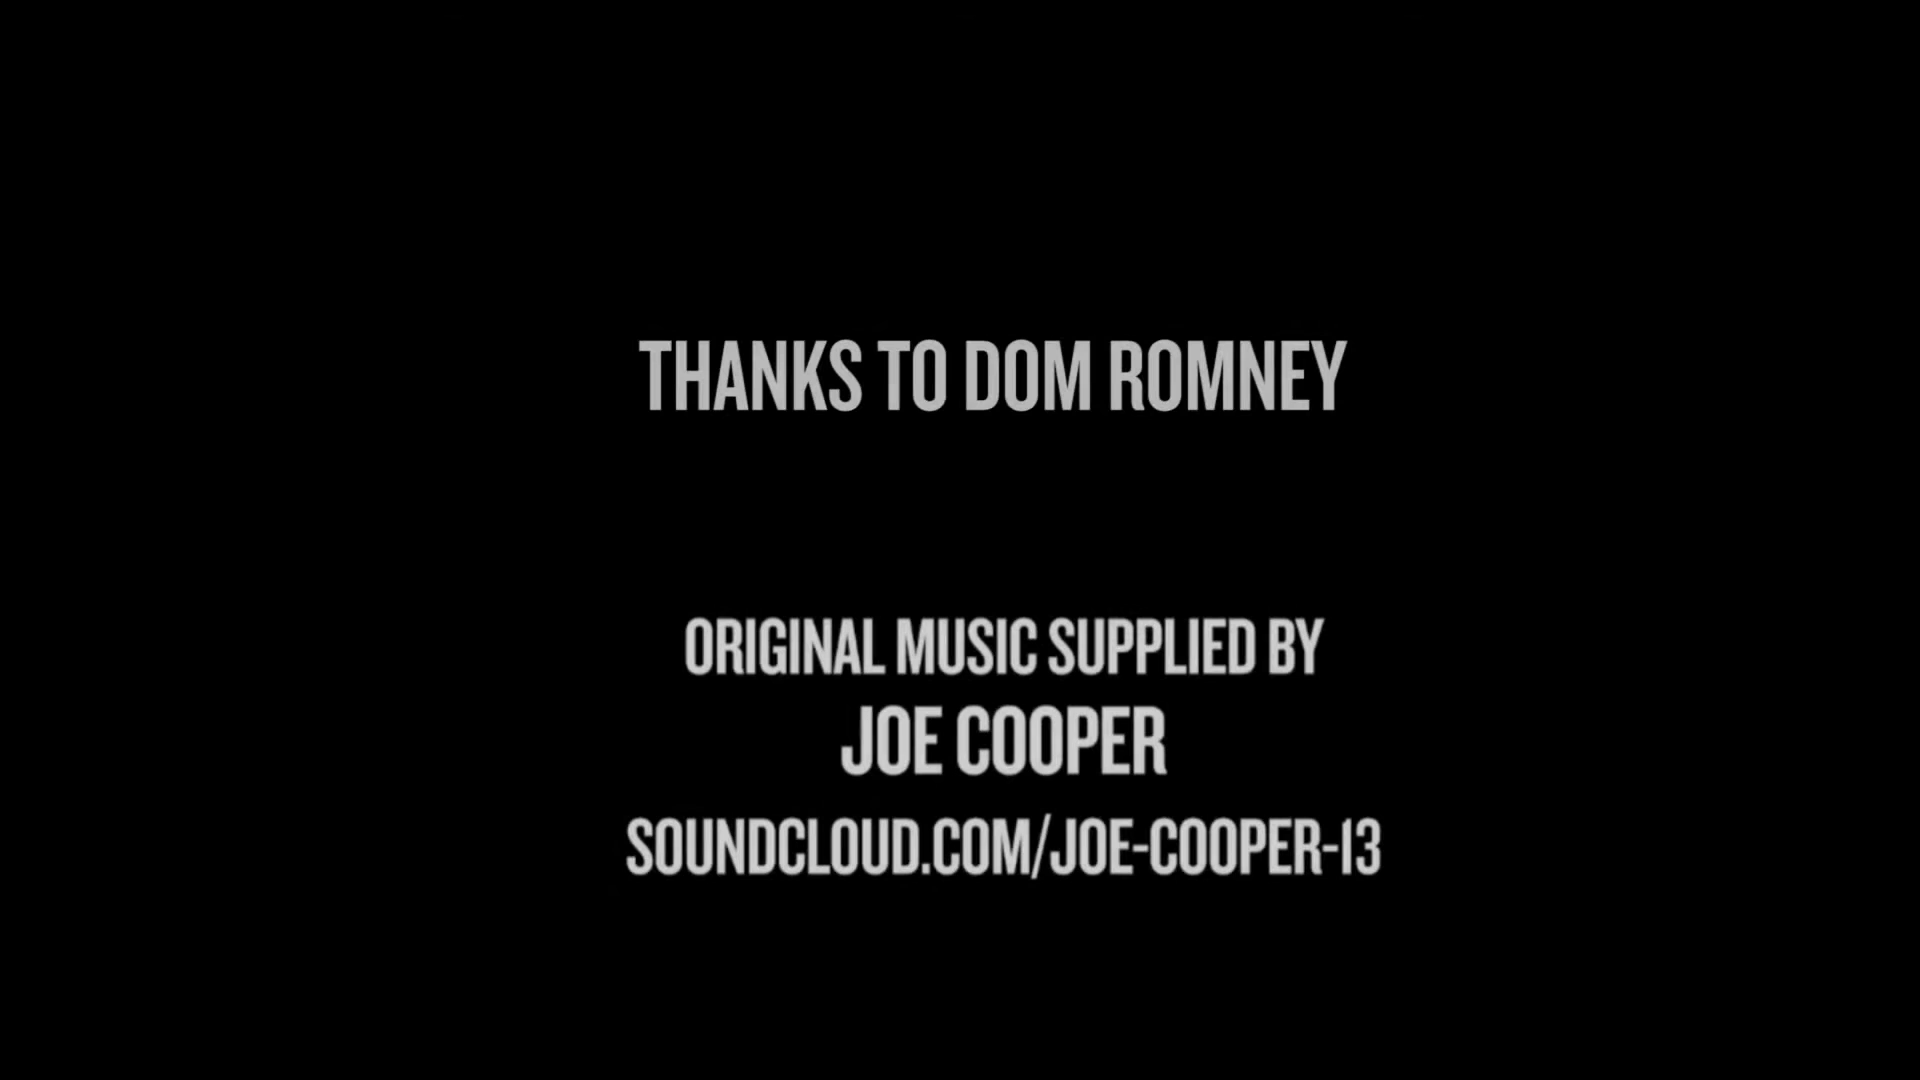 THANKS TO DOM ROMNEY
ORIGINAL MUSIC SUPPLIED BY
JOE COOPER
SOUNDCLOUD.COM/JOE-COOPER-13